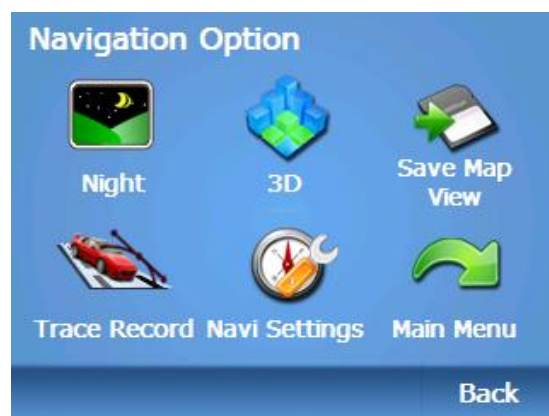 Navigation Option
Night
3D
Save Map
View
Trace Record
Navi Settings
Main Menu
Back